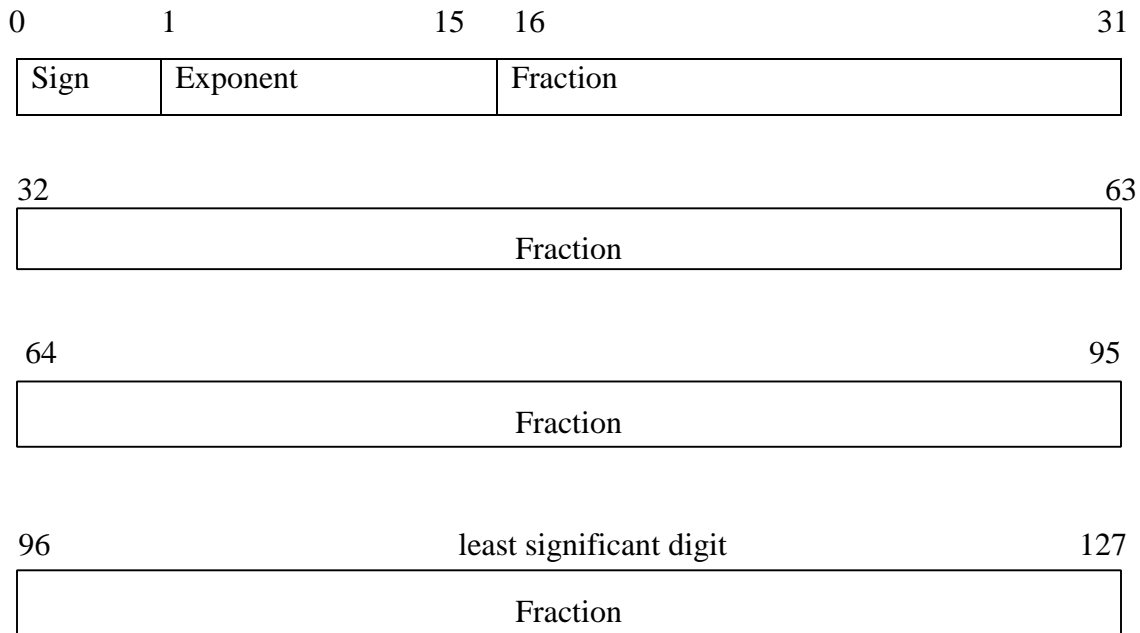 0 1 15 16 31
Sign Exponent Fraction
32 63
Fraction
64 95
Fraction
96 least significant digit 127
Fraction